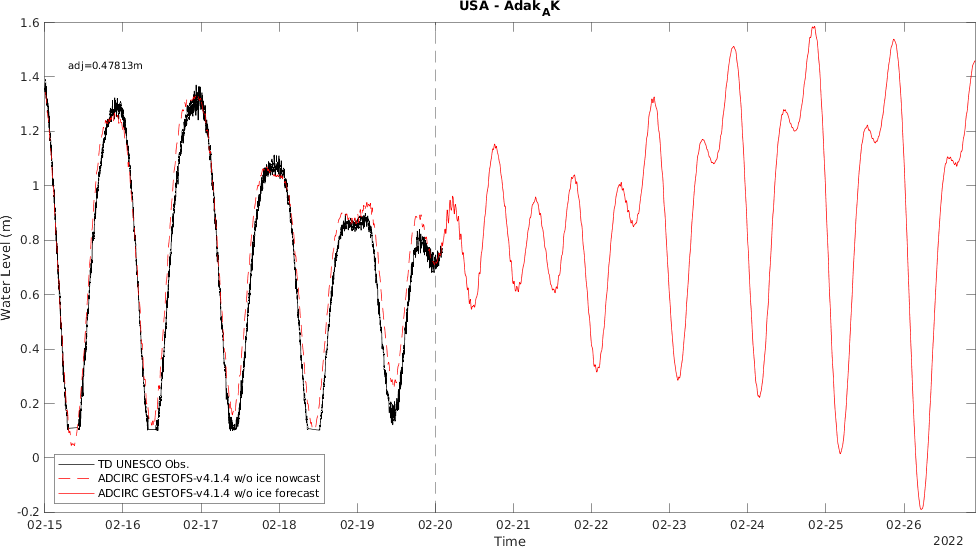 USA - Adak_AK
1.6
1.4
adj=0.47813m
1.2
1
0.8
Water Level (m)
0.6
0.4
0.2
0
-0.2
TD UNESCO Obs.
ADCIRC GESTOFS-v4.1.4 w/o ice nowcast
ADCIRC GESTOFS-v4.1.4 w/o ice forecast
02-15 02-16 02-17 02-18 02-19 02-20 02-21 02-22 02-23 02-24 02-25 02-26
Time
2022